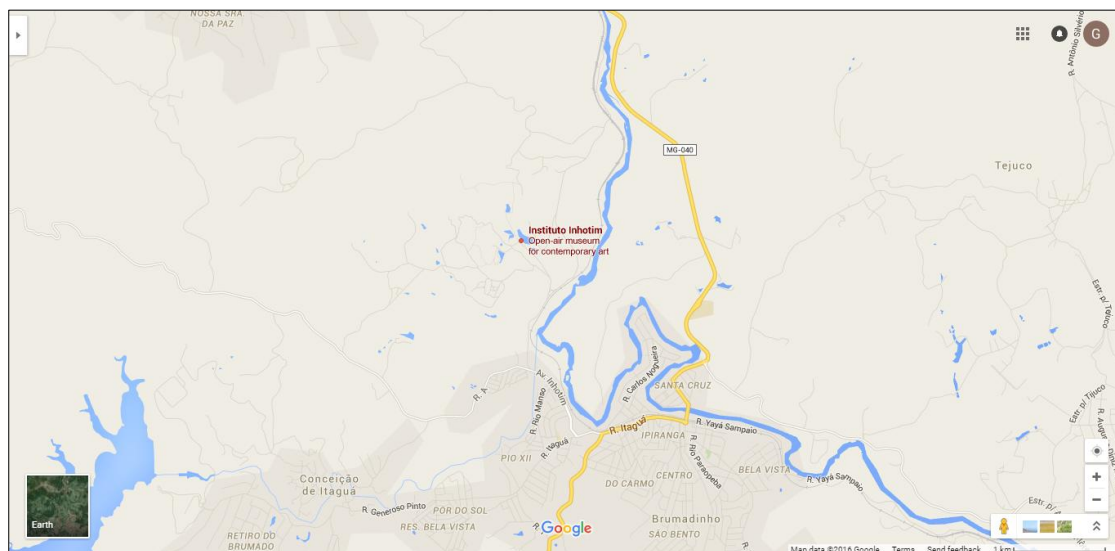 NOSSA SRA
DA PAZ
G
R. Antônio Silvério
MG-040
Tejuco
Instituto Inhotim
Open-air museum
for contemporary art
Estr. p/ Tijuco
Av. Inhotim
R. A
R. Rio Manso
R. Carlos Nogueira
SANTA CRUZ
R. Itaguá
R. Itaguá
IPIRANGA
R. Yayá Sampaio
PIO XII
R. Rio Paraopeba
Estr. p/ Tijuco
CENTRO
BELA VISTA
DO CARMO
R. Yayá Sampaio
Conceição
de Itaguá
Earth
R. Generoso Pinto
POR DO SOL
RES. BELA VISTA
Google
Brumadinho
SAO BENTO
RETIRO DO
BRUMADO
Estr. p/
Map data ©2016 Google
Terms
Send feedback
1 km